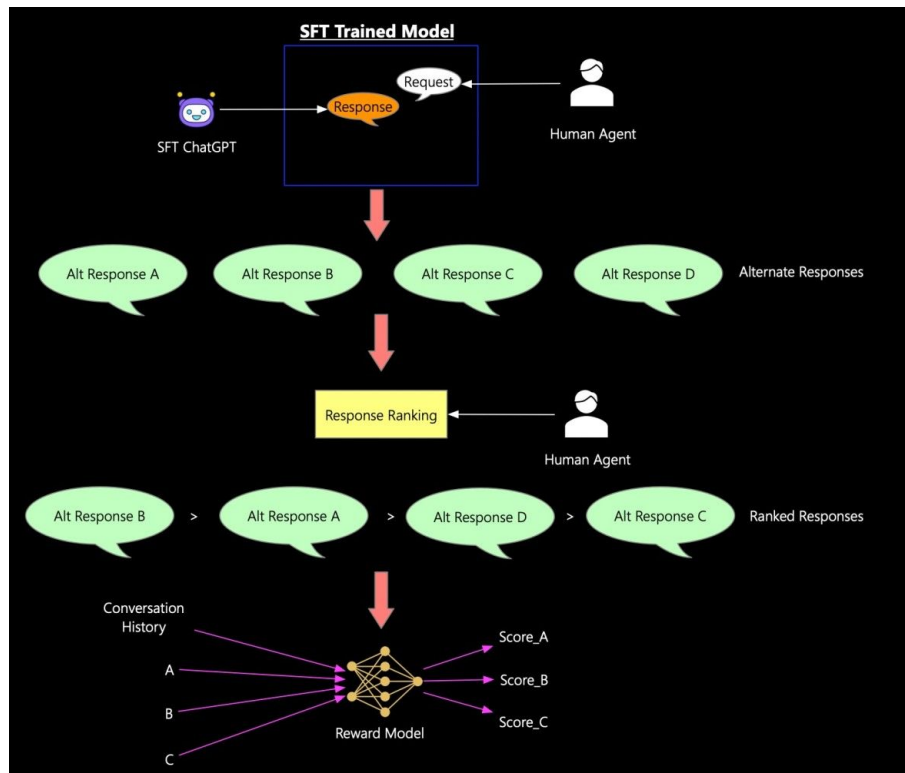 SFT Trained Model
Request
Response
SFT ChatGPT
Human Agent
Alt Response A
Alt Response B
Alt Response C
Alt Response D
Alternate Responses
Response Ranking
Human Agent
Alt Response B
>
Alt Response A
>
Alt Response D
>
Alt Response C
Ranked Responses
Conversation
History
A
B
C
Reward Model
Score_A
Score_B
Score_C